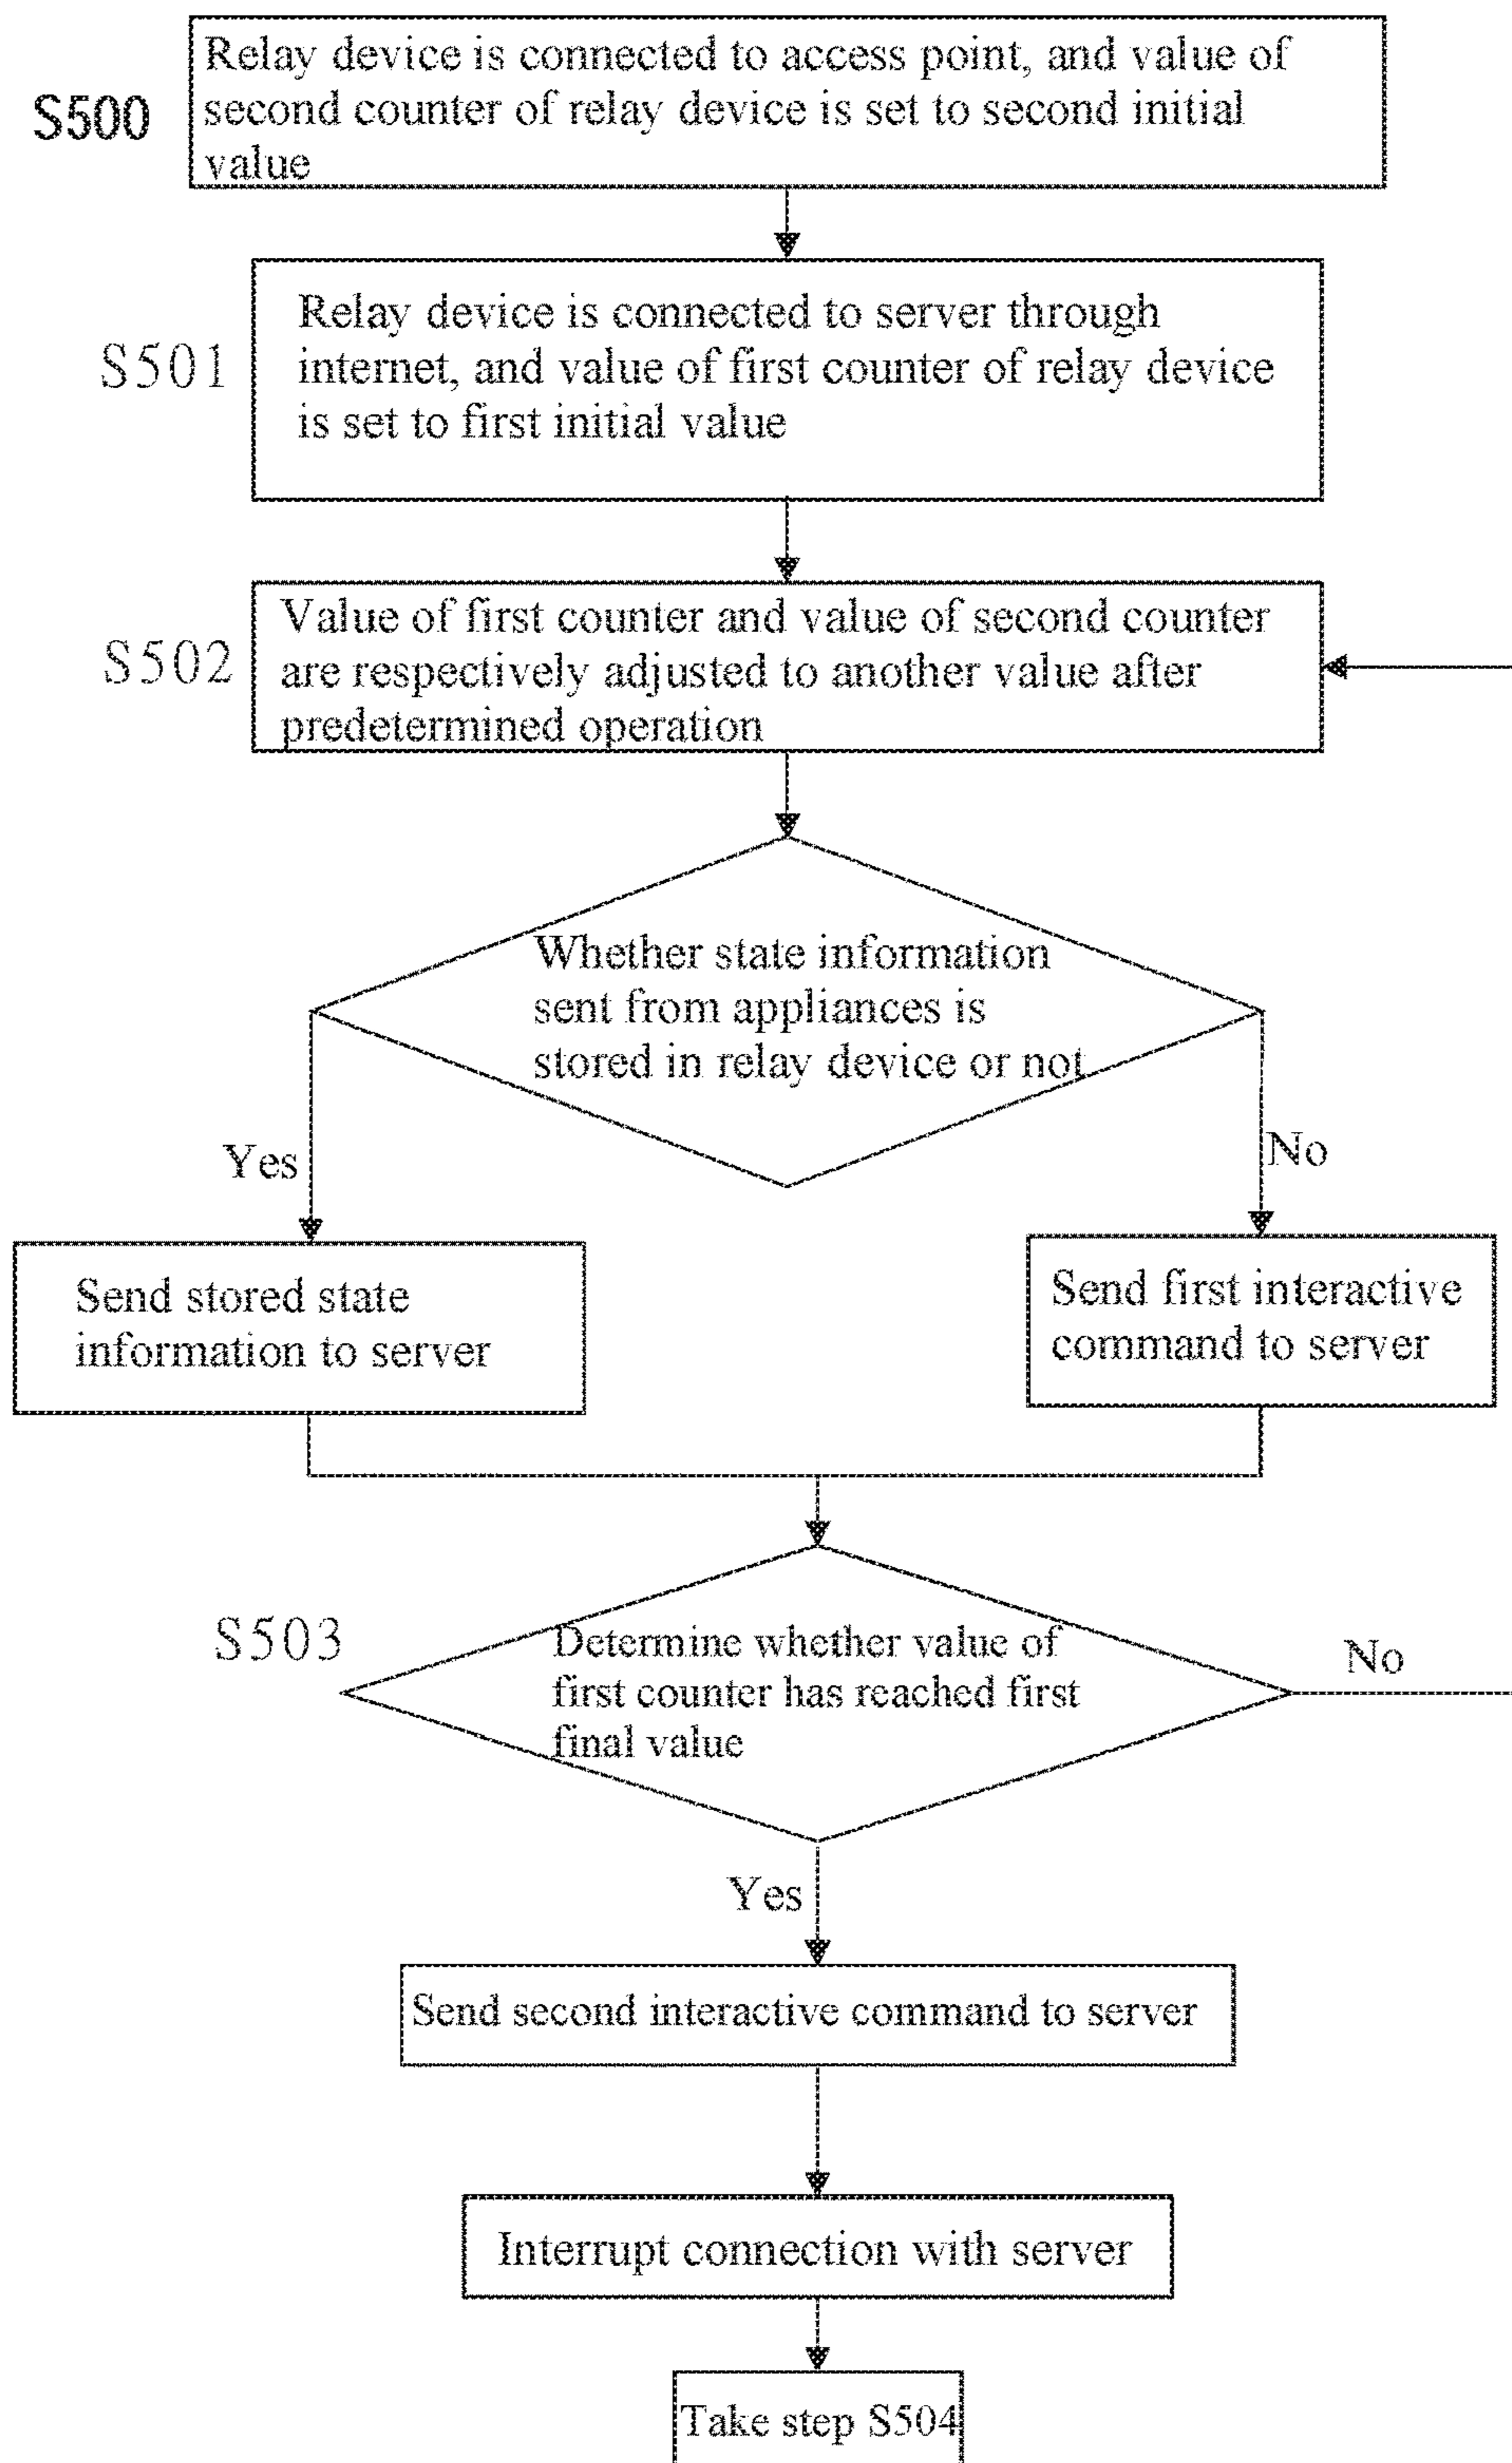 Relay device is connected to access point, and value of
S500
second counter of relay device is set to second initial
value
Relay device is connected to server through
S501
internet, and value of first counter of relay device
is set to first initial value
Value of first counter and value of second counter
S502
are respectively adjusted to another value after
predetermined operation
Whether state information
sent from appliances is
stored in relay device or not
Yes
No
Send stored state
information to server
Send first interactive
command to server
S503
Determine whether value of
first counter has reached first
final value
No
Yes
Send second interactive command to server
Interrupt connection with server
Take step S504